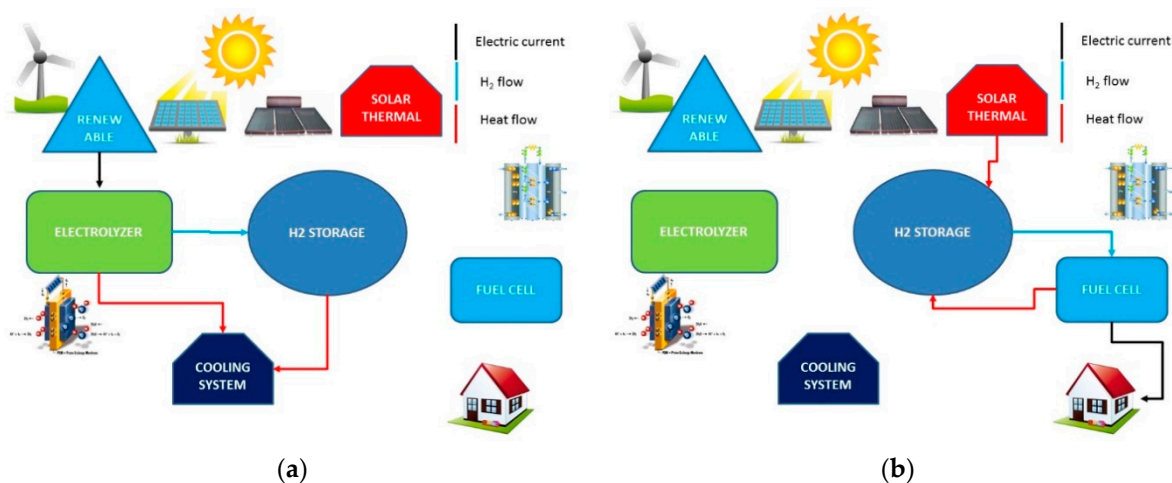 RENEW
ABLE
SOLAR
THERMAL
Electric current
H₂ flow
Heat flow
ELECTROLYZER
H2 STORAGE
FUEL CELL
COOLING
SYSTEM
(a)
RENEW
ABLE
SOLAR
THERMAL
Electric current
H₂ flow
Heat flow
ELECTROLYZER
H2 STORAGE
FUEL CELL
COOLING
SYSTEM
(b)